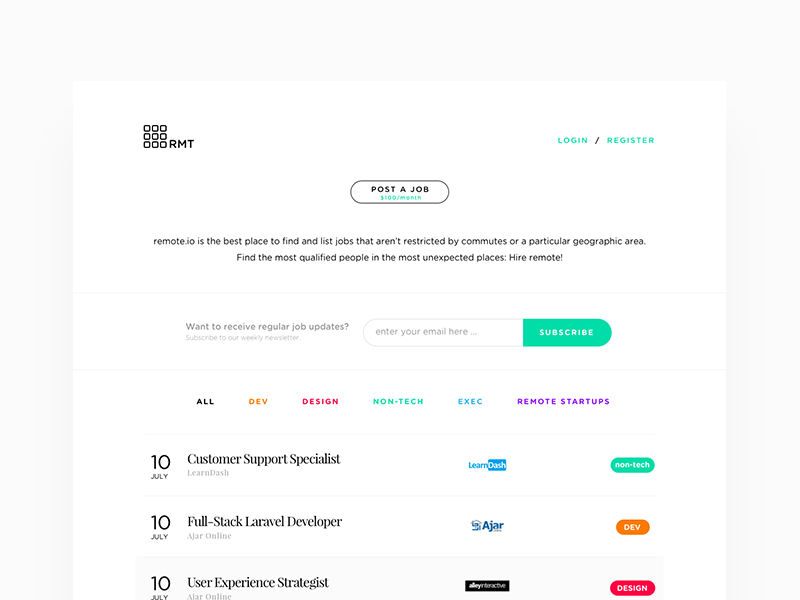 RMT
LOGIN / REGISTER
POST A JOB
$100/month
remote.io is the best place to find and list jobs that aren't restricted by commutes or a particular geographic area.
Find the most qualified people in the most unexpected places: Hire remote!
Want to receive regular job updates?
Subscribe to our weekly newsletter.
enter your email here ...
SUBSCRIBE
ALL DEV DESIGN NON-TECH EXEC REMOTE STARTUPS
10 JULY
Customer Support Specialist
LearnDash
LearnDash
non-tech
10 JULY
Full-Stack Laravel Developer
Ajar Online
Ajar
DEV
10 JULY
User Experience Strategist
Ajar Online
alleyinteractive
DESIGN